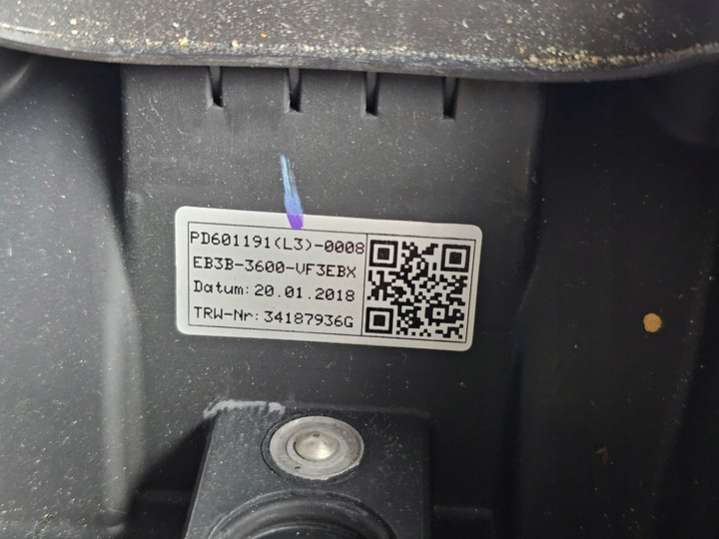 PD601191(L3)-0008
EB3B-3600-VF3EBX
Datum: 20.01.2018
TRW-Nr: 34187936G